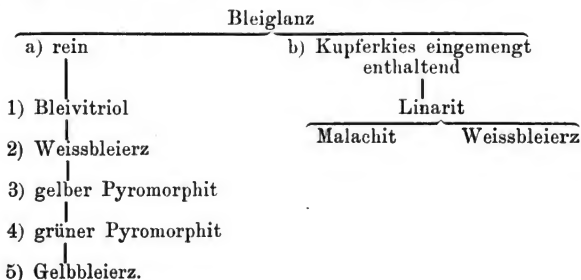 Bleiglanz
a) rein
b) Kupferkies eingemengt
enthaltend
Linarit
Malachit Weissbleierz
1) Bleivitriol
2) Weissbleierz
3) gelber Pyromorphit
4) grüner Pyromorphit
5) Gelbbleierz.